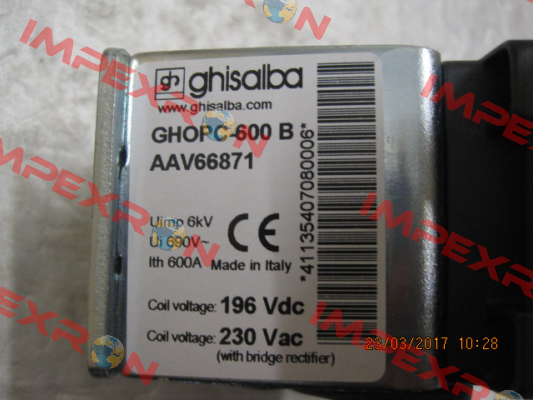 ghisalba
www.ghisalba.com
GHOPC-600 B
AAV66871
Uimp 6kV
Ui 690V~
Ith 600A Made in Italy
CE
*41135407080006*
Coil voltage: 196 Vdc
Coil voltage: 230 Vac
(with bridge rectifier)
23/03/2017 10:28
IMPEXRON
IMPEXRON
IMPEXRON